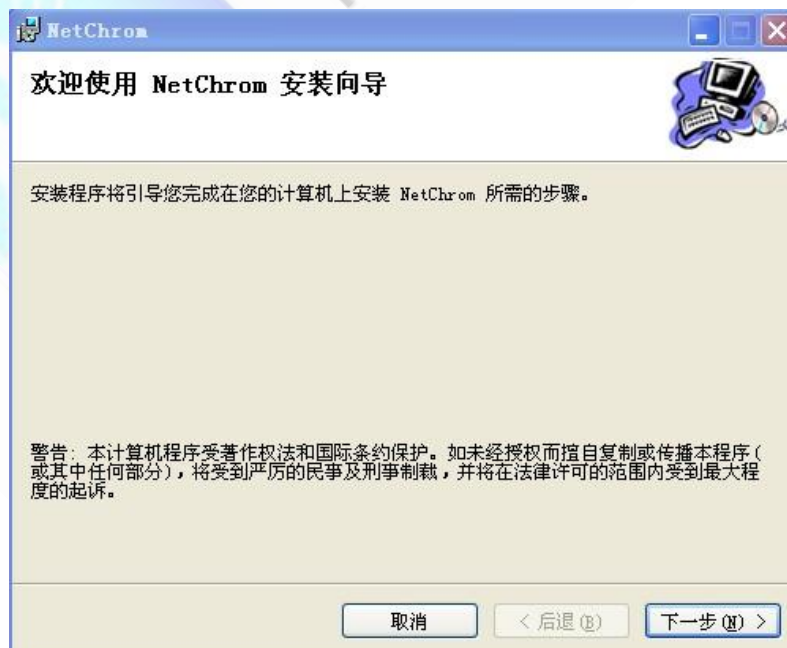 NetChrom
欢迎使用 NetChrom 安装向导
安装程序将引导您完成在您的计算机上安装 NetChrom 所需的步骤。
警告: 本计算机程序受著作权法和国际条约保护。如未经授权而擅自复制或传播本程序(
或其中任何部分),将受到严厉的民事及刑事制裁,并将在法律许可的范围内受到最大程
度的起诉。
取消
< 后退(B)
下一步(N) >